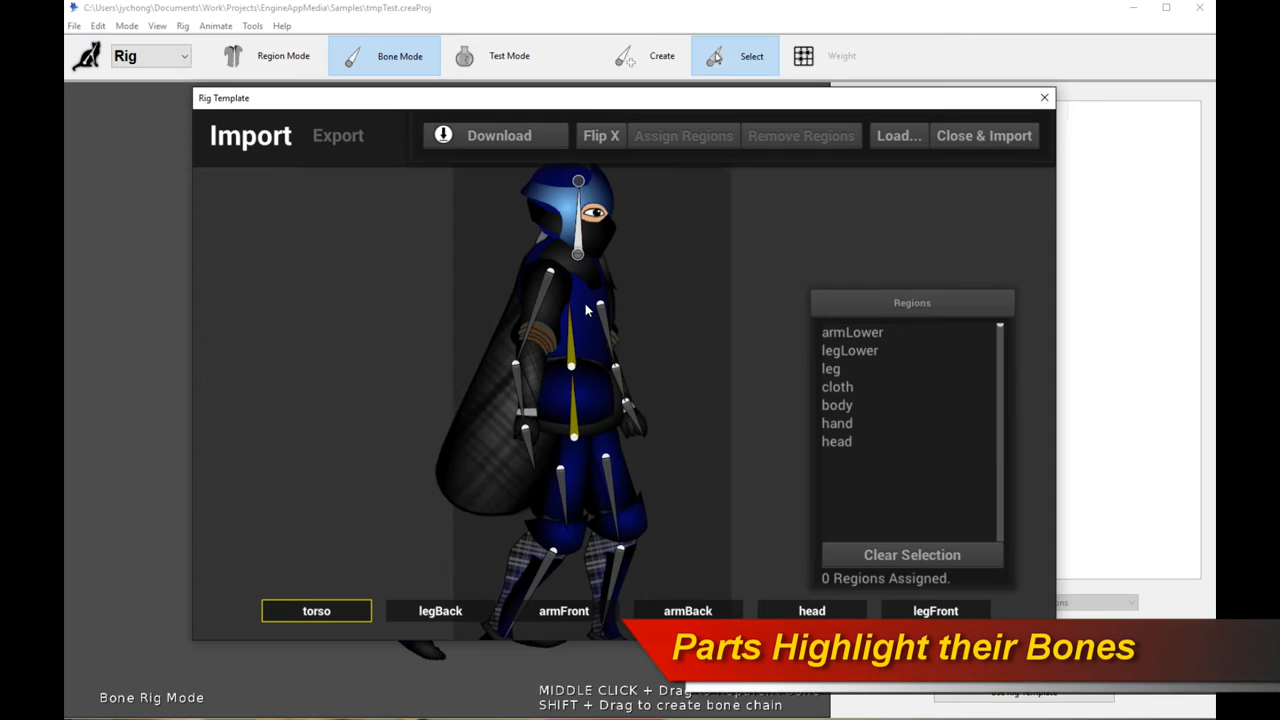 C:\Users\jychong\Documents\Work\Projects\EngineAppMedia\Samples\tmpTest.creaProj
File Edit Mode View Rig Animate Tools Help
Rig Region Mode Bone Mode Test Mode Create Select Weight
Rig Template
Import Export Download Flip X Assign Regions Remove Regions Load... Close & Import
Regions
armLower
legLower
leg
cloth
body
hand
head
Clear Selection
0 Regions Assigned.
torso legBack armFront armBack head legFront
Parts Highlight their Bones
Bone Rig Mode
MIDDLE CLICK + Drag
SHIFT + Drag to create bone chain